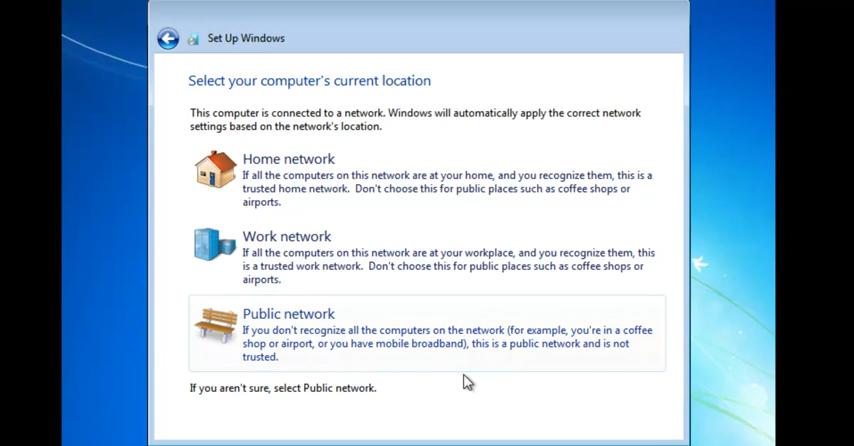 Set Up Windows
Select your computer's current location
This computer is connected to a network. Windows will automatically apply the correct network
settings based on the network's location.
Home network
If all the computers on this network are at your home, and you recognize them, this is a
trusted home network. Don't choose this for public places such as coffee shops or
airports.
Work network
If all the computers on this network are at your workplace, and you recognize them, this
is a trusted work network. Don't choose this for public places such as coffee shops or
airports.
Public network
If you don't recognize all the computers on the network (for example, you're in a coffee
shop or airport, or you have mobile broadband), this is a public network and is not
trusted.
If you aren't sure, select Public network.